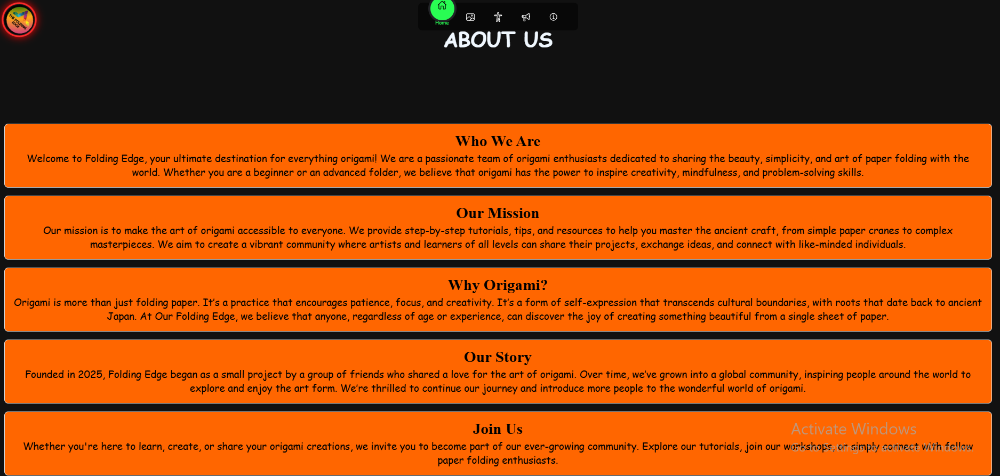 THE FOLDING
EDGE
Home
ABOUT US
Who We Are
Welcome to Folding Edge, your ultimate destination for everything origami! We are a passionate team of origami enthusiasts dedicated to sharing the beauty, simplicity, and art of paper folding with the
world. Whether you are a beginner or an advanced folder, we believe that origami has the power to inspire creativity, mindfulness, and problem-solving skills.
Our Mission
Our mission is to make the art of origami accessible to everyone. We provide step-by-step tutorials, tips, and resources to help you master the ancient craft, from simple paper cranes to complex
masterpieces. We aim to create a vibrant community where artists and learners of all levels can share their projects, exchange ideas, and connect with like-minded individuals.
Why Origami?
Origami is more than just folding paper. It’s a practice that encourages patience, focus, and creativity. It’s a form of self-expression that transcends cultural boundaries, with roots that date back to ancient
Japan. At Our Folding Edge, we believe that anyone, regardless of age or experience, can discover the joy of creating something beautiful from a single sheet of paper.
Our Story
Founded in 2025, Folding Edge began as a small project by a group of friends who shared a love for the art of origami. Over time, we’ve grown into a global community, inspiring people around the world to
explore and enjoy the art form. We’re thrilled to continue our journey and introduce more people to the wonderful world of origami.
Join Us
Whether you're here to learn, create, or share your origami creations, we invite you to become part of our ever-growing community. Explore our tutorials, join our workshops, or simply connect with fellow
paper folding enthusiasts.
Activate Windows
Go to Settings to activate Windows.